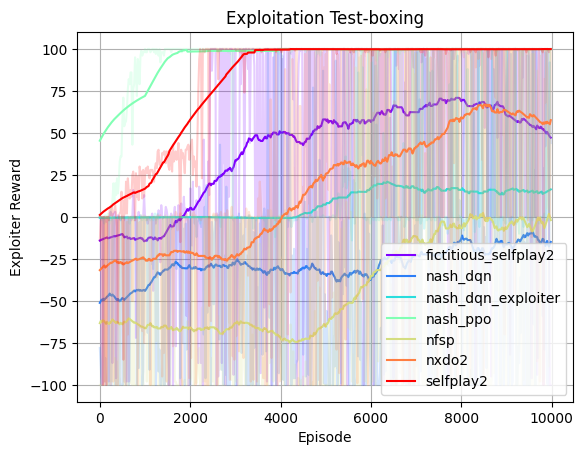 Exploitation Test-boxing
100
75
50
25
0
−25
−50
−75
−100
Exploiter Reward
fictitious_selfplay2
nash_dqn
nash_dqn_exploiter
nash_ppo
nfsp
nxdo2
selfplay2
0
2000
4000
6000
8000
10000
Episode